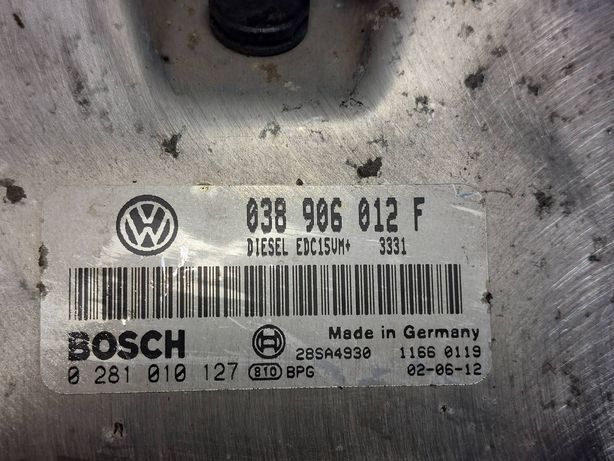 038 906 012 F
DIESEL EDC15VM+ 3331
BOSCH
Made in Germany
28SA4930 1166 0119
0 281 010 127 810 BPG 02-06-12